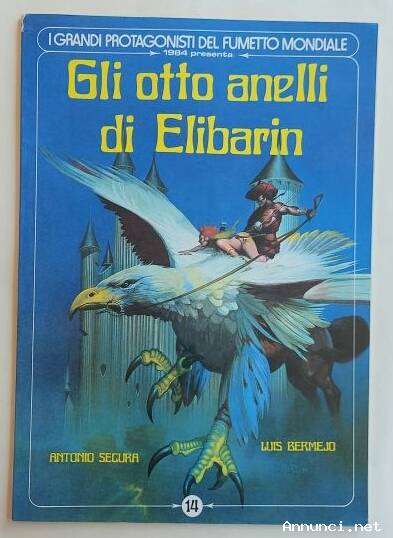 I GRANDI PROTAGONISTI DEL FUMETTO MONDIALE
1984 presenta
Gli otto anelli
di Elibarin
LUIS BERMEJO
ANTONIO SEGURA
14
Annunci.net